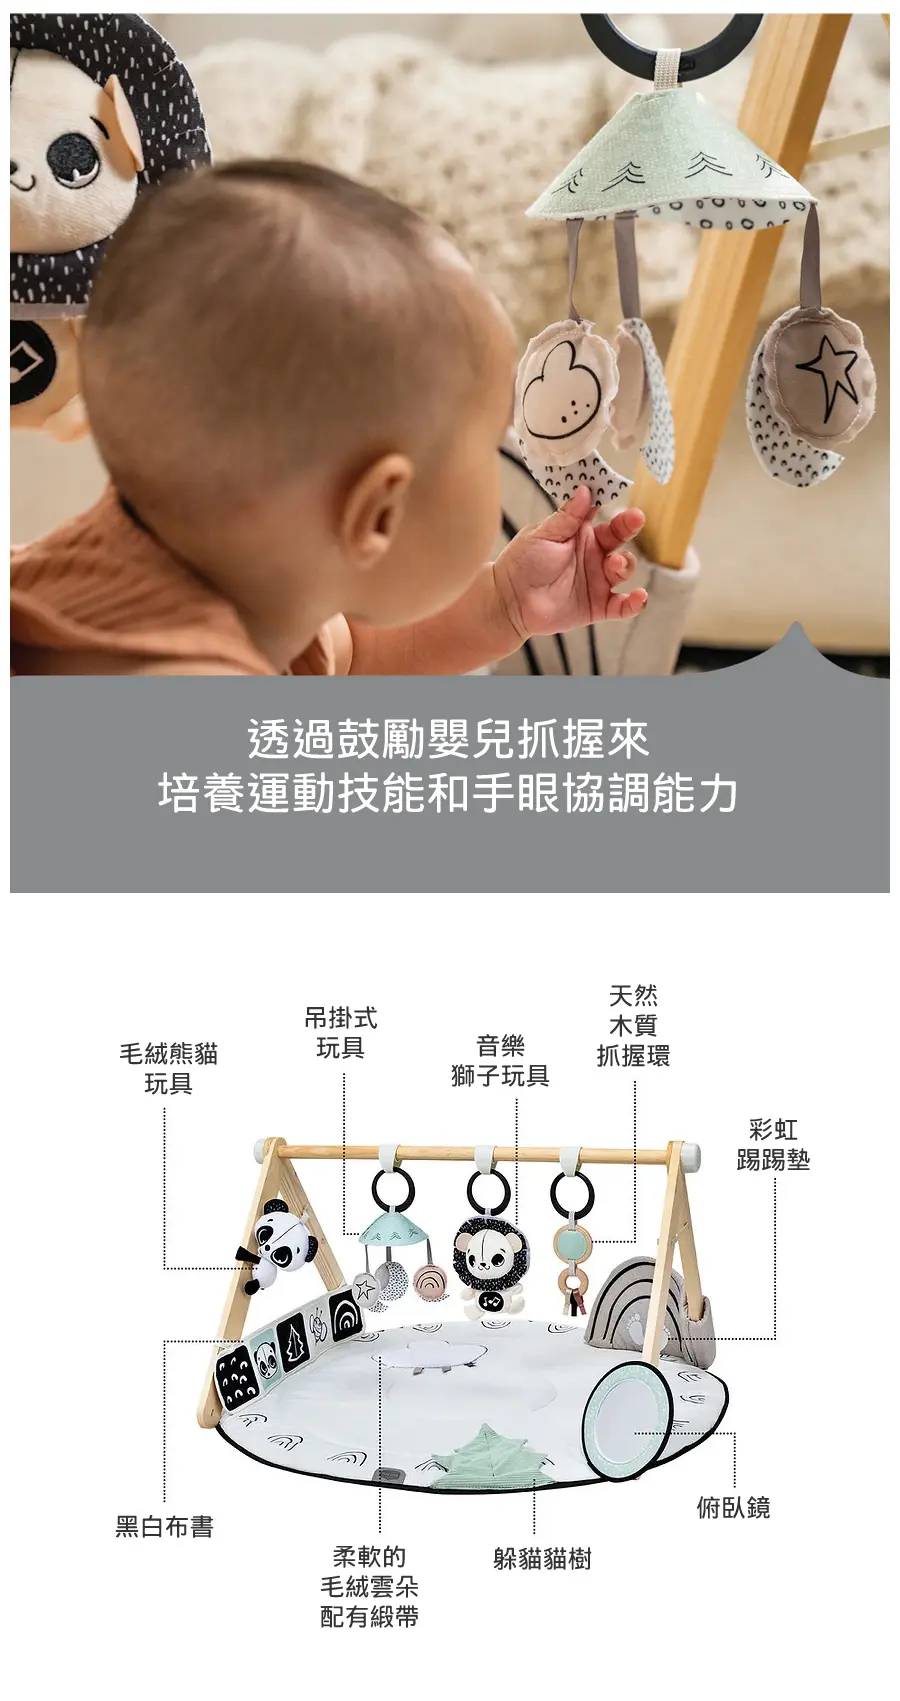 透過鼓勵嬰兒抓握來
培養運動技能和手眼協調能力
天然
木質
抓握環
吊掛式
玩具
音樂
獅子玩具
毛絨熊貓
玩具
彩虹
踢踢墊
俯臥鏡
黑白布書
柔軟的
毛絨雲朵
配有緞帶
躲貓貓樹